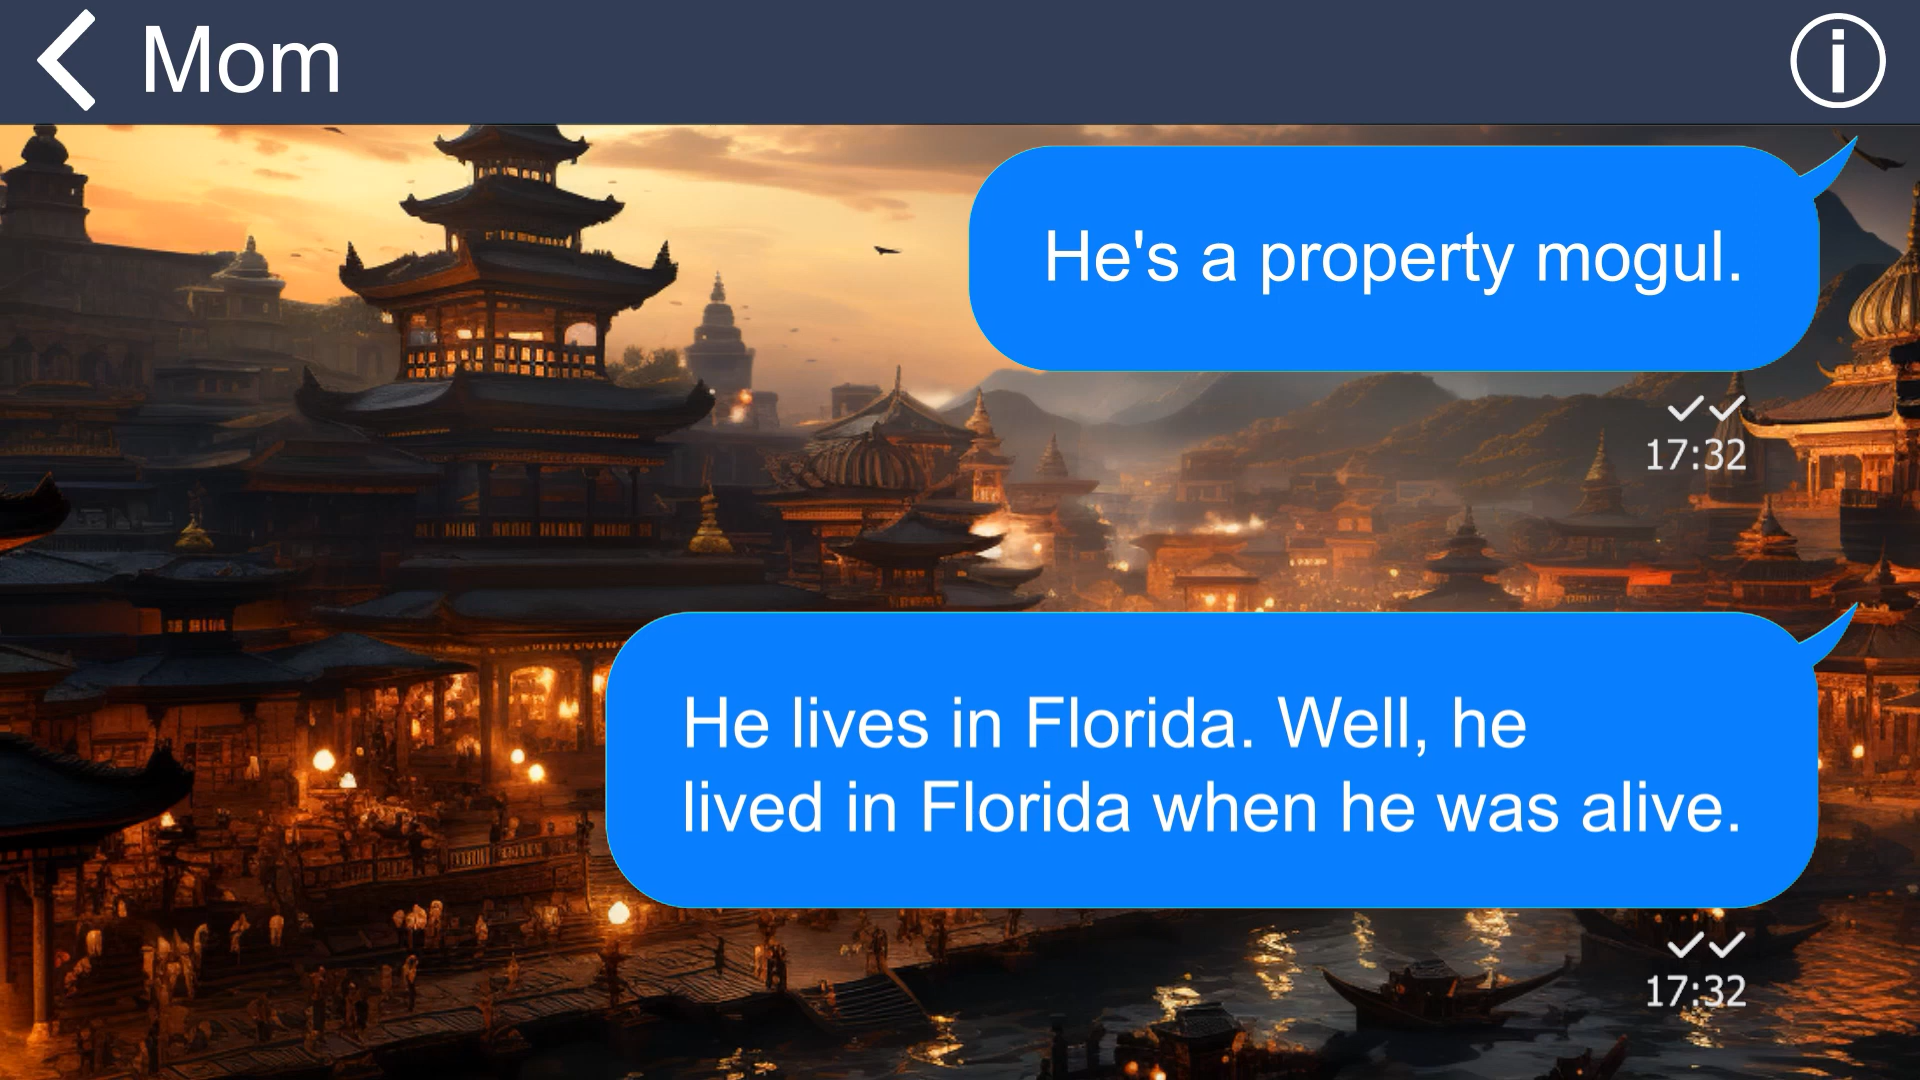 Mom
He's a property mogul.
17:32
He lives in Florida. Well, he
lived in Florida when he was alive.
17:32